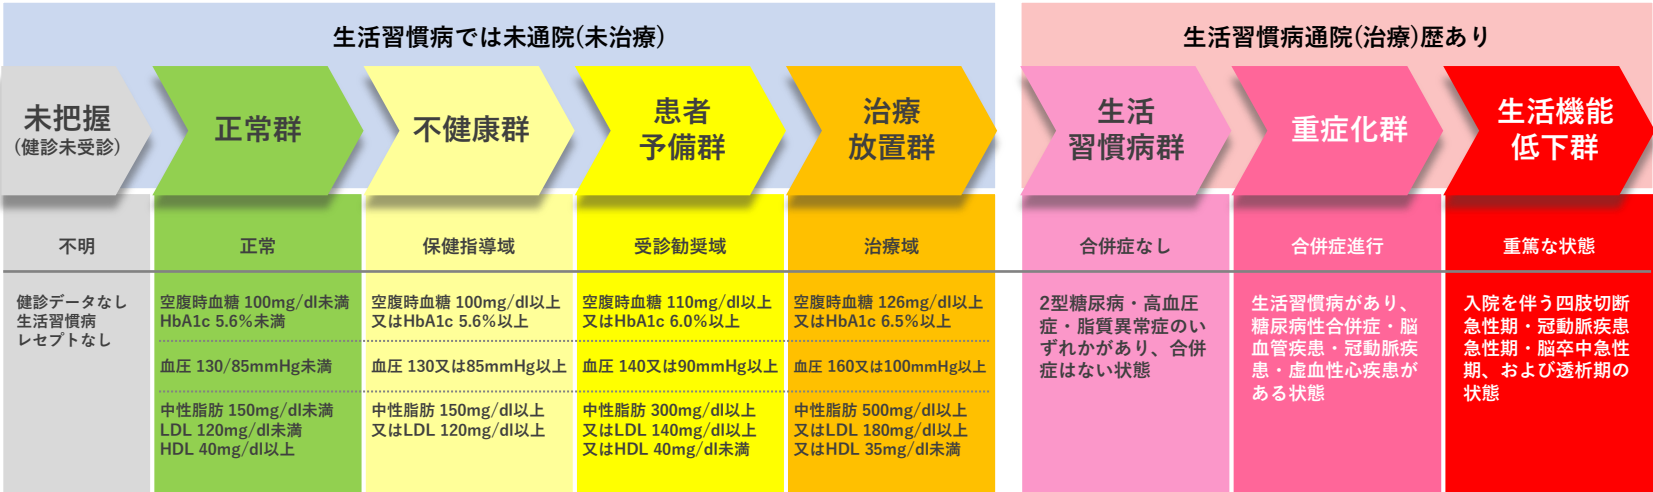 生活習慣病では未通院(未治療)
生活習慣病通院(治療)歴あり
未把握
(健診未受診)
正常群
不健康群
患者
予備群
治療
放置群
生活
習慣病群
重症化群
生活機能
低下群
不明
正常
保健指導域
受診勧奨域
治療域
合併症なし
合併症進行
重篤な状態
健診データなし
生活習慣病
レセプトなし
空腹時血糖 100mg/dl未満
HbA1c 5.6%未満
血圧 130/85mmHg未満
中性脂肪 150mg/dl未満
LDL 120mg/dl未満
HDL 40mg/dl以上
空腹時血糖 100mg/dl以上
又はHbA1c 5.6%以上
血圧 130又は85mmHg以上
中性脂肪 150mg/dl以上
又はLDL 120mg/dl以上
空腹時血糖 110mg/dl以上
又はHbA1c 6.0%以上
血圧 140又は90mmHg以上
中性脂肪 300mg/dl以上
又はLDL 140mg/dl以上
又はHDL 40mg/dl未満
空腹時血糖 126mg/dl以上
又はHbA1c 6.5%以上
血圧 160又は100mmHg以上
中性脂肪 500mg/dl以上
又はLDL 180mg/dl以上
又はHDL 35mg/dl未満
2型糖尿病・高血圧
症・脂質異常症のい
ずれかがあり、合併
症はない状態
生活習慣病があり、
糖尿病性合併症・脳
血管疾患・冠動脈疾
患・虚血性心疾患が
ある状態
入院を伴う四肢切断
急性期・冠動脈疾患
急性期・脳卒中急性
期、および透析期の
状態